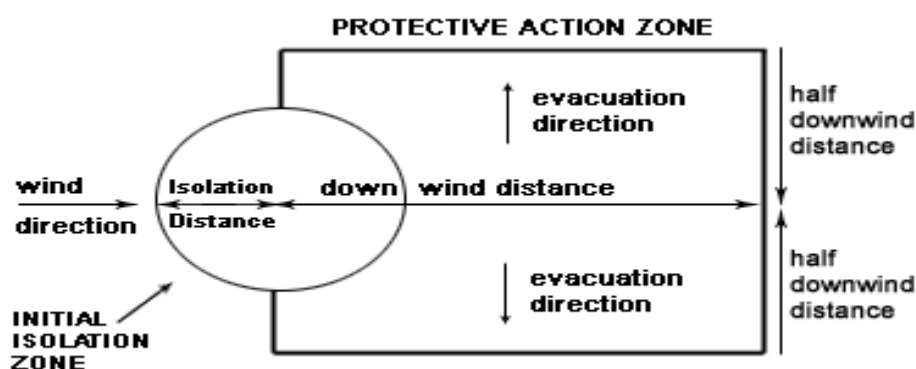 PROTECTIVE ACTION ZONE
evacuation
direction
half
downwind
distance
wind
direction
Isolation
Distance
down wind distance
evacuation
direction
half
downwind
distance
INITIAL
ISOLATION
ZONE